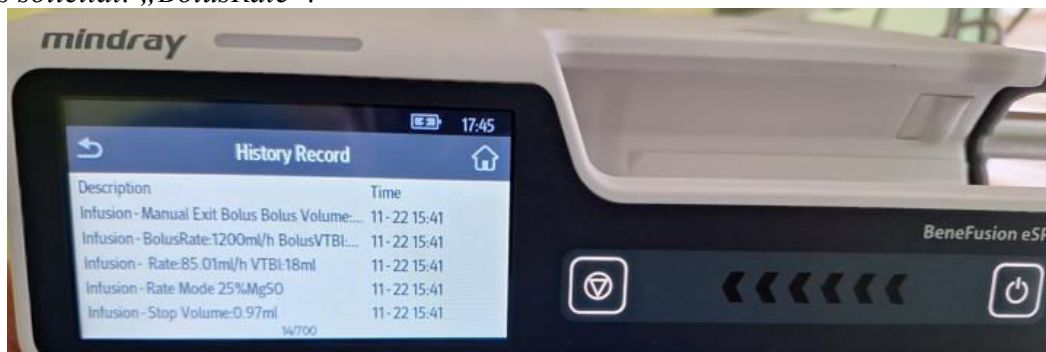 „BolusRate“.
mindray
17:45
History Record
Description Time
Infusion - Manual Exit Bolus Bolus Volume:... 11-22 15:41
Infusion - BolusRate:1200ml/h BolusVTBI:... 11-22 15:41
Infusion - Rate:85.01ml/h VTBI:18ml 11-22 15:41
Infusion - Rate Mode 25%MgSO 11-22 15:41
Infusion - Stop Volume:0.97ml 11-22 15:41
14/700
BeneFusion eSP